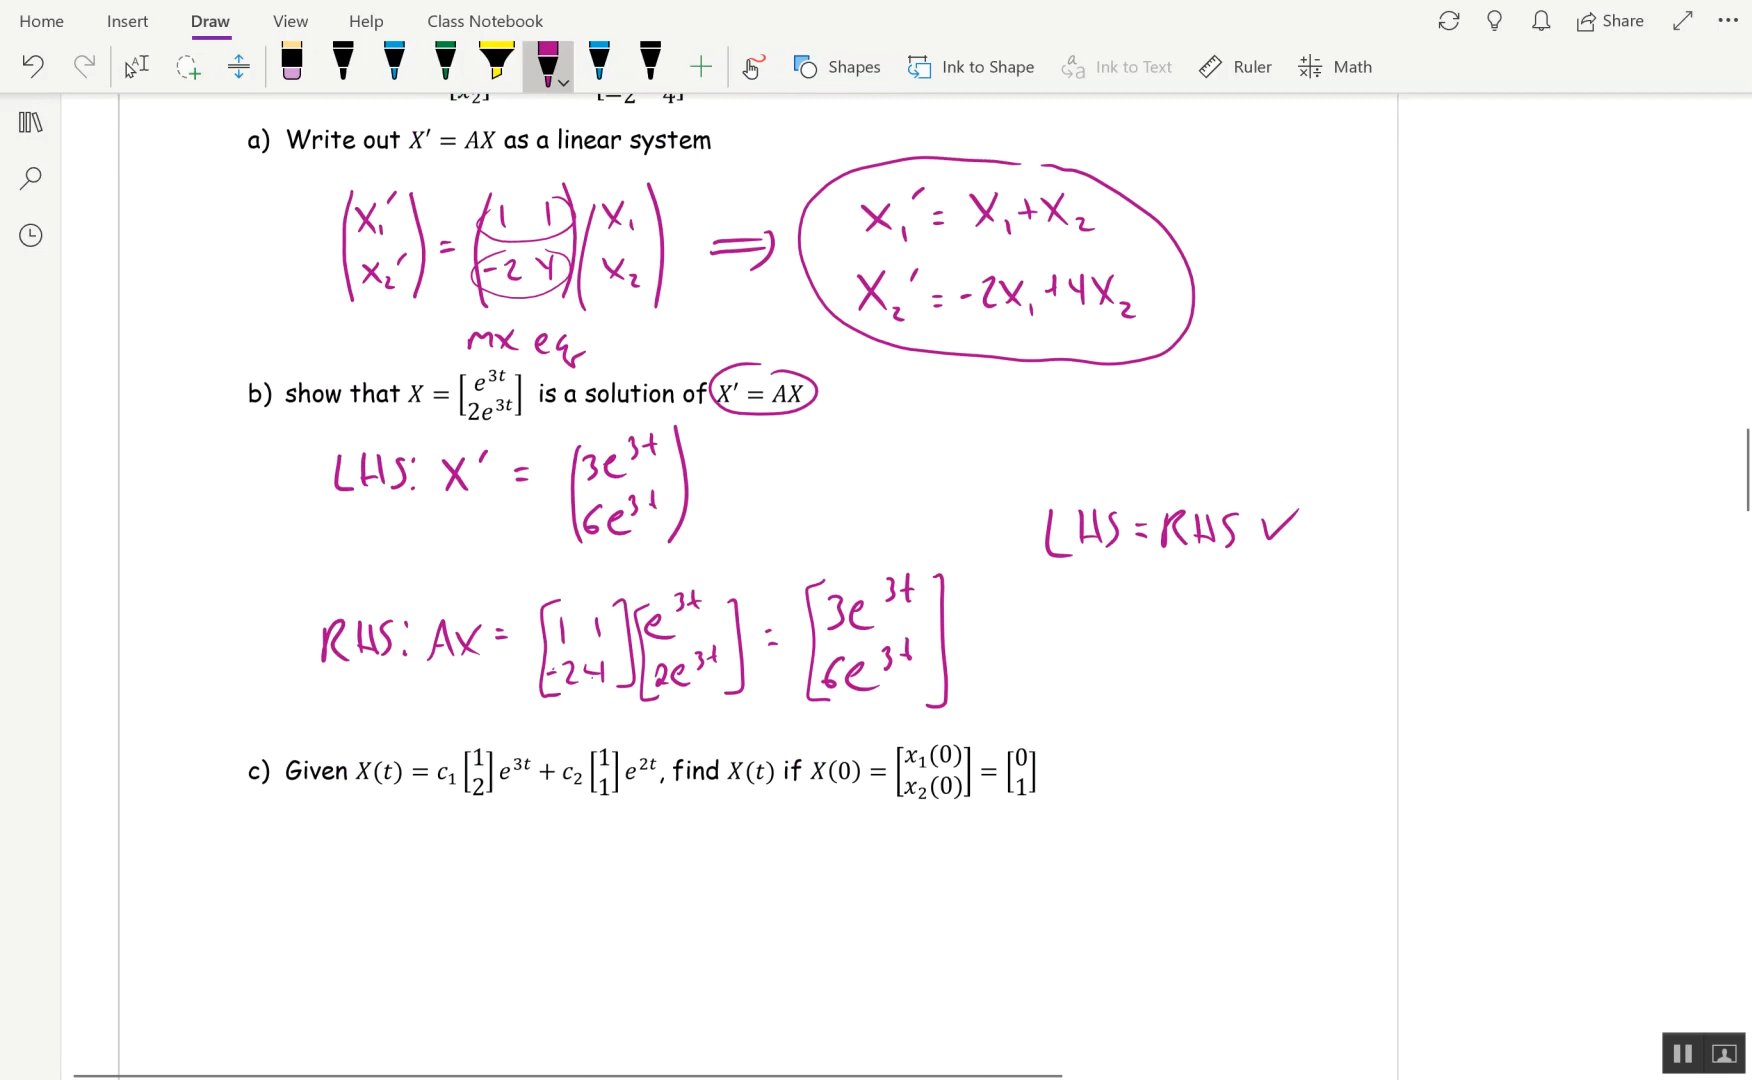 Home Insert Draw View Help Class Notebook Share
Shapes Ink to Shape Ink to Text Ruler Math
a) Write out X′ = AX as a linear system
(x₁′ x₂′) = (1 1 -2 4)(x₁ x₂) ⟹
x₁′ = x₁+x₂
x₂′ = -2x₁+4x₂
mx eq
b) show that X = [e^3t 2e^3t] is a solution of X′ = AX
LHS: X′ = (3e^3t 6e^3t)
LHS = RHS ✓
RHS: AX = [1 1 -2 4][e^3t 2e^3t] = [3e^3t 6e^3t]
c) Given X(t) = c₁ [1 2] e^3t + c₂ [1 1] e^2t, find X(t) if X(0) = [x₁(0) x₂(0)] = [0 1]